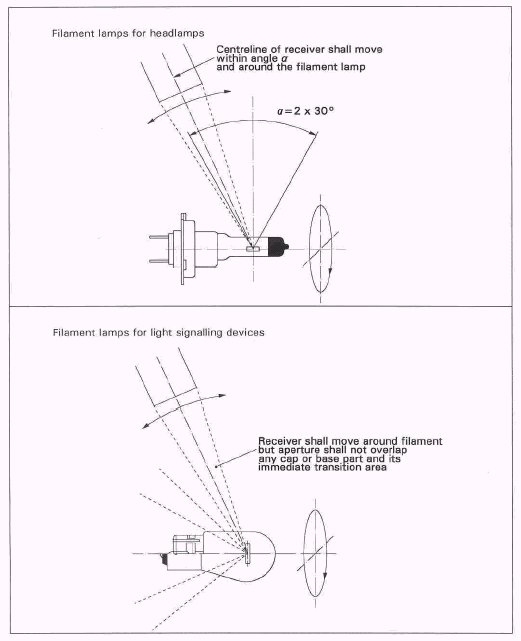 Filament lamps for headlamps
Centreline of receiver shall move
within angle α
and around the filament lamp
α=2 x 30°
Filament lamps for light signalling devices
Receiver shall move around filament
but aperture shall not overlap
any cap or base part and its
immediate transition area